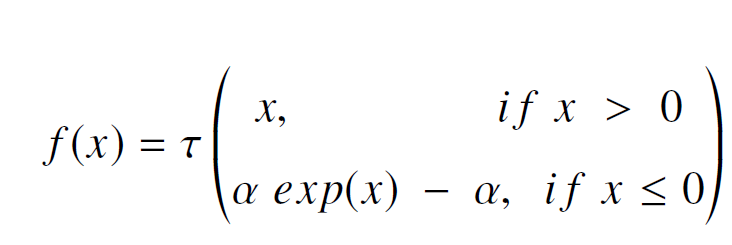 x, if x > 0
f(x) = τ
α exp(x) − α, if x ≤ 0